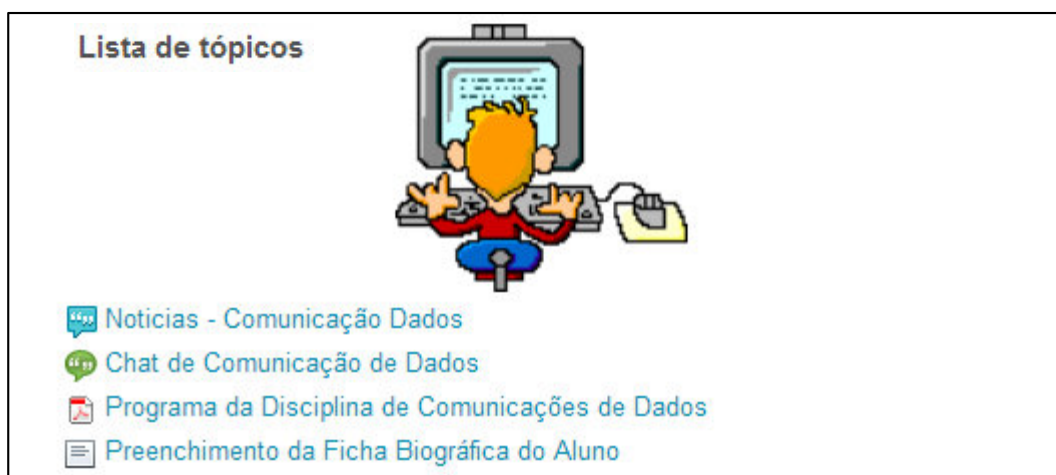 Lista de tópicos
Noticias - Comunicação Dados
Chat de Comunicação de Dados
Programa da Disciplina de Comunicações de Dados
Preenchimento da Ficha Biográfica do Aluno